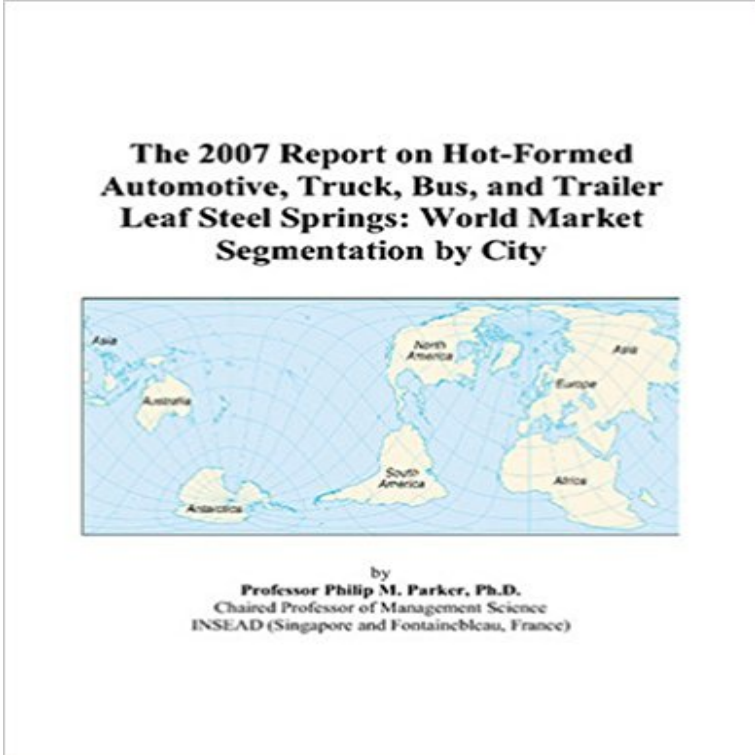 The 2007 Report on Hot-Formed
Automotive, Truck, Bus, and Trailer
Leaf Steel Springs: World Market
Segmentation by City
Asia
North
America
Asia
Europe
Australia
South
America
Africa
Antarctica
by
Professor Philip M. Parker, Ph.D.
Chaired Professor of Management Science
INSEAD (Singapore and Fontainebleau, France)